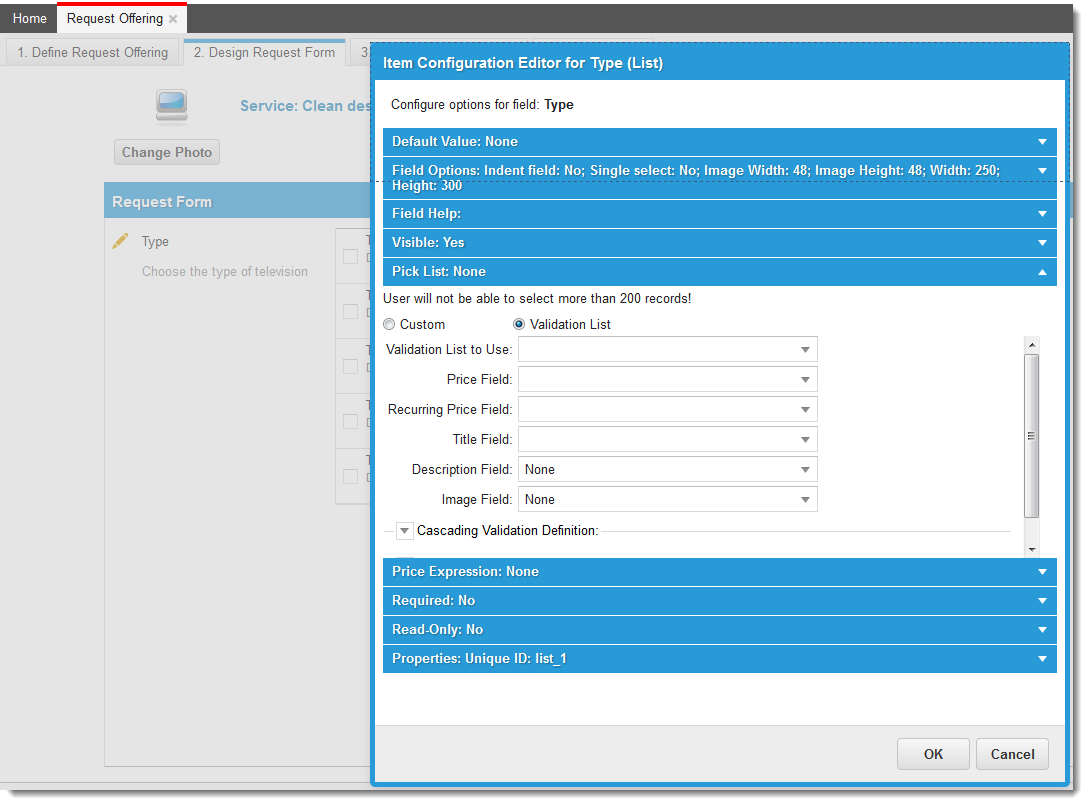 Home
Request Offering
1. Define Request Offering
2. Design Request Form
3.
Item Configuration Editor for Type (List)
Service: Clean des
Change Photo
Request Form
Type
Choose the type of television
Configure options for field: Type
Default Value: None
Field Options: Indent field: No; Single select: No; Image Width: 48; Image Height: 48; Width: 250;
Height: 300
Field Help:
Visible: Yes
Pick List: None
User will not be able to select more than 200 records!
Custom
Validation List
Validation List to Use:
Price Field:
Recurring Price Field:
Title Field:
Description Field: None
Image Field: None
Cascading Validation Definition:
Price Expression: None
Required: No
Read-Only: No
Properties: Unique ID: list_1
OK
Cancel